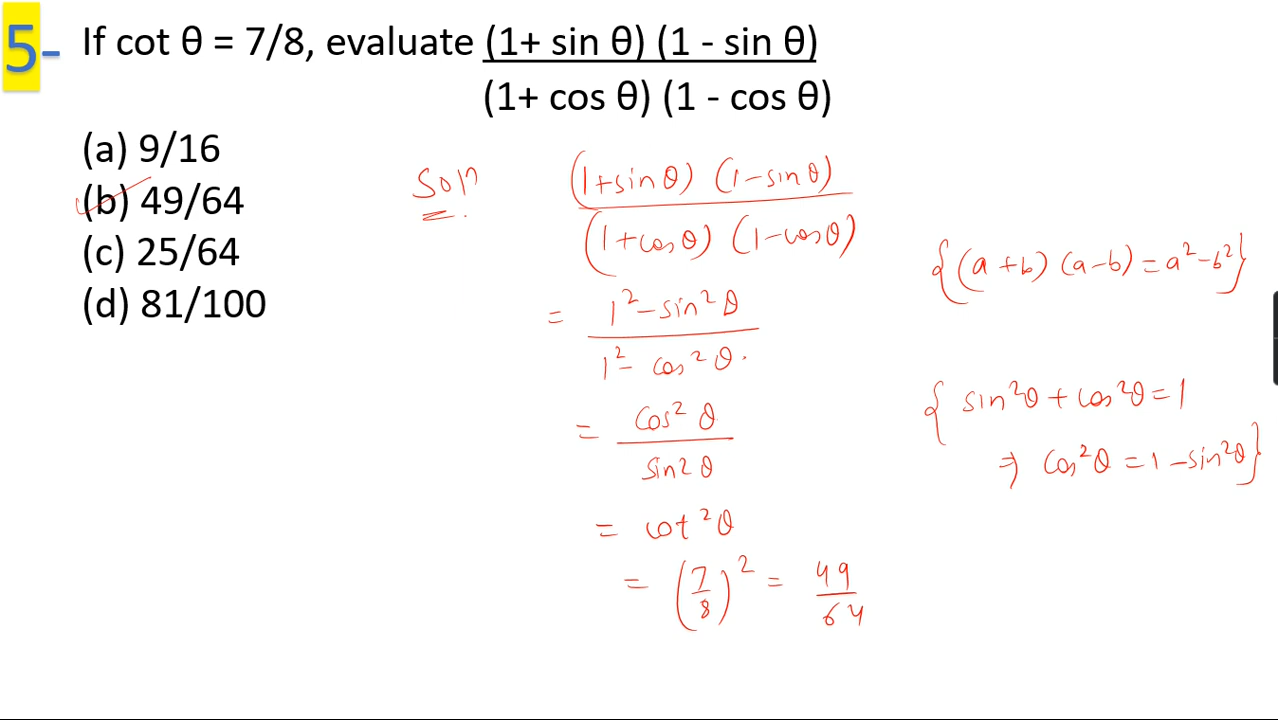 5- If cot θ = 7/8, evaluate (1+ sin θ) (1 - sin θ)
(1+ cos θ) (1 - cos θ)
(a) 9/16
(b) 49/64
(c) 25/64
(d) 81/100
Solⁿ
(1+sinθ) (1-sinθ)
(1+cosθ) (1-cosθ)
{(a+b) (a-b) = a²-b²}
= 1² - sin²θ
1² - cos²θ.
{ sin²θ + cos²θ = 1
⇒ cos²θ = 1 - sin²θ}
= cos²θ
sin2θ
= cot²θ
= (7/8)² = 49/64